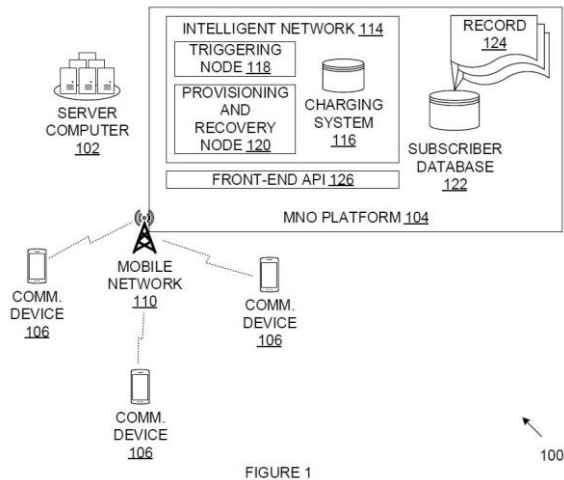 INTELLIGENT NETWORK 114
TRIGGERING
NODE 118
PROVISIONING
AND
RECOVERY
NODE 120
CHARGING
SYSTEM
116
RECORD
124
SUBSCRIBER
DATABASE
122
FRONT-END API 126
MNO PLATFORM 104
SERVER
COMPUTER
102
MOBILE
NETWORK
110
COMM.
DEVICE
106
COMM.
DEVICE
106
COMM.
DEVICE
106
100
FIGURE 1